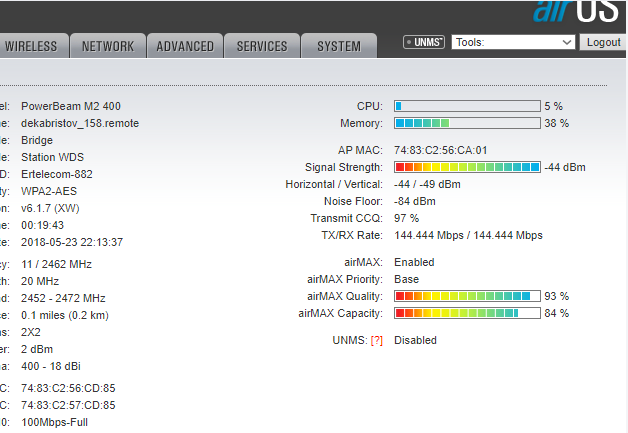 air OS
WIRELESS NETWORK ADVANCED SERVICES SYSTEM UNMS Tools: Logout
el: PowerBeam M2 400
e: dekabristov_158.remote
e: Bridge
e: Station WDS
D: Ertelecom-882
ty: WPA2-AES
n: v6.1.7 (XW)
e: 00:19:43
e: 2018-05-23 22:13:37
cy: 11 / 2462 MHz
th: 20 MHz
nd: 2452 - 2472 MHz
e: 0.1 miles (0.2 km)
s: 2X2
er: 2 dBm
a: 400 - 18 dBi
C: 74:83:C2:56:CD:85
C: 74:83:C2:57:CD:85
0: 100Mbps-Full
CPU: 5 %
Memory: 38 %
AP MAC: 74:83:C2:56:CA:01
Signal Strength: -44 dBm
Horizontal / Vertical: -44 / -49 dBm
Noise Floor: -84 dBm
Transmit CCQ: 97 %
TX/RX Rate: 144.444 Mbps / 144.444 Mbps
airMAX: Enabled
airMAX Priority: Base
airMAX Quality: 93 %
airMAX Capacity: 84 %
UNMS: [?] Disabled